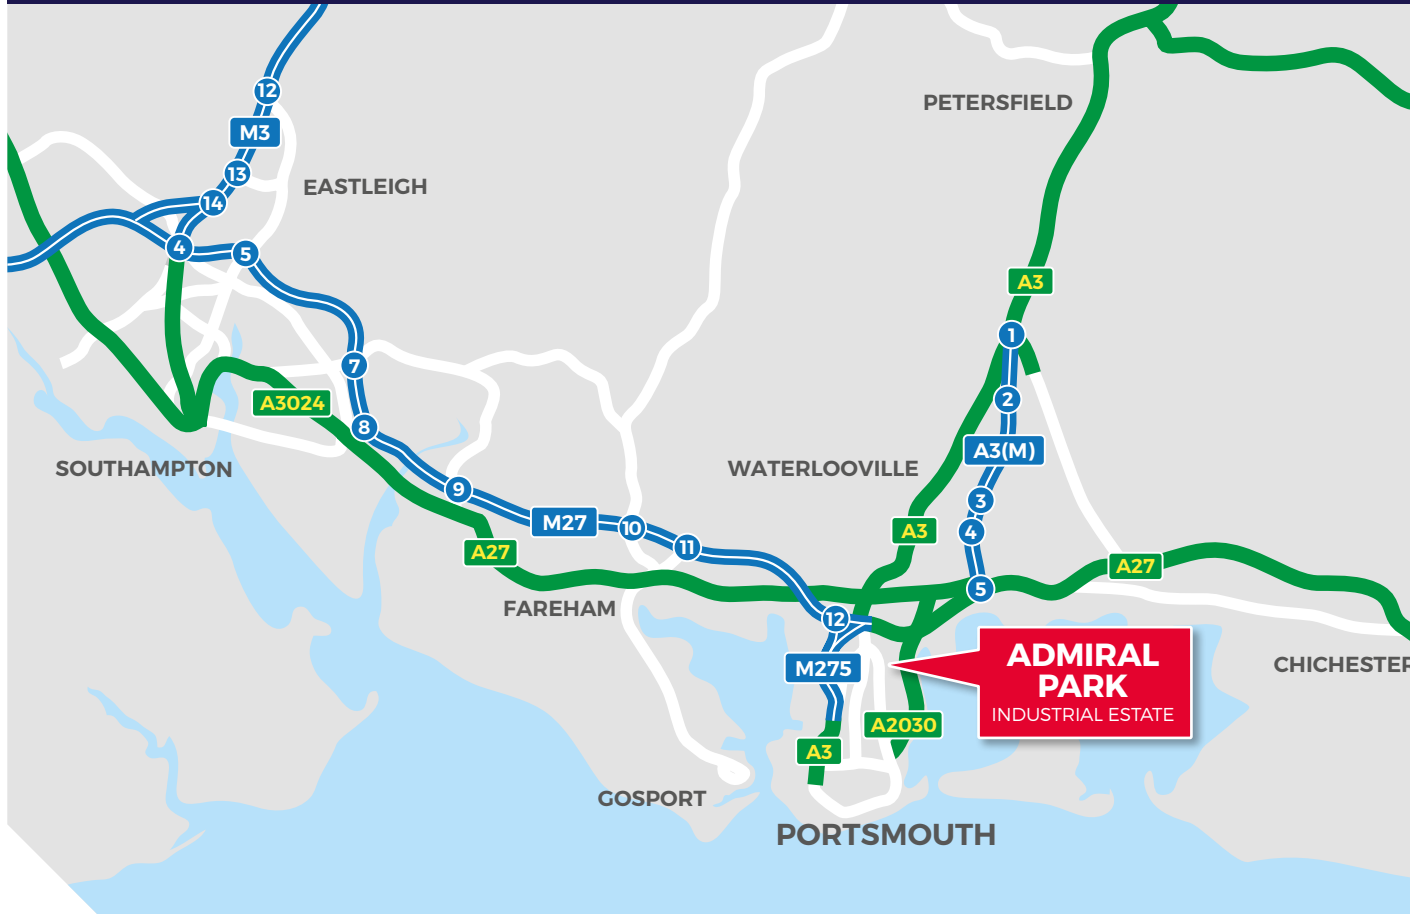 12
M3
PETERSFIELD
13
EASTLEIGH
14
4
5
A3
1
7
2
A3024
8
A3(M)
SOUTHAMPTON
WATERLOOVILLE
9
3
M27
10
A3
4
11
A27
A27
5
FAREHAM
12
ADMIRAL
PARK
INDUSTRIAL ESTATE
M275
CHICHESTER
A2030
A3
GOSPORT
PORTSMOUTH